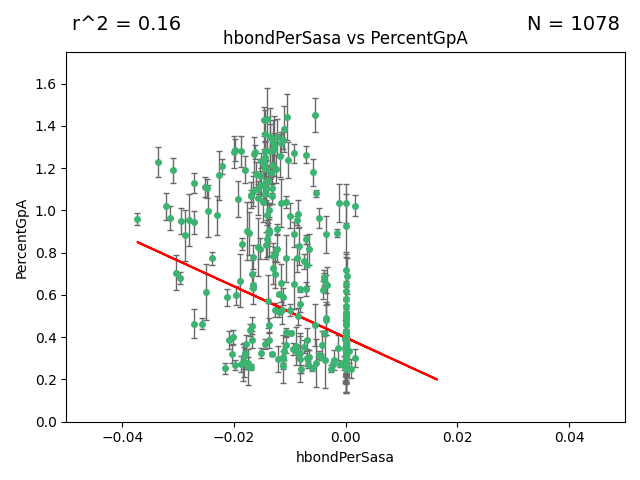 r^2 = 0.16
N = 1078
hbondPerSasa vs PercentGpA
PercentGpA
1.6
1.4
1.2
1.0
0.8
0.6
0.4
0.2
0.0
−0.04
−0.02
0.00
0.02
0.04
hbondPerSasa